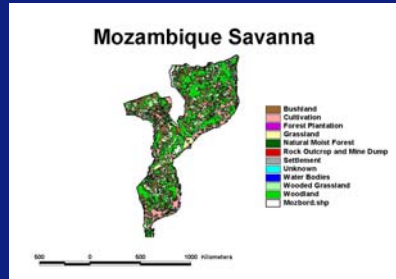 Mozambique Savanna
Bushland
Cultivation
Forest Plantation
Grassland
Natural Moist Forest
Rock Outcrop and Mine Dump
Settlement
Unknown
Water Bodies
Wooded Grassland
Woodland
Mozbord.shp
500 0 500 1000 Kilometers